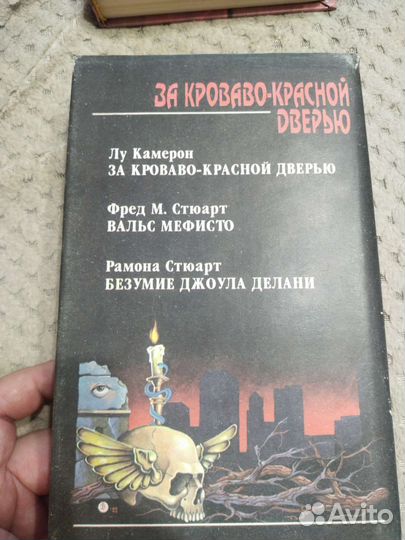 ЗА КРОВАВО-КРАСНОЙ
ДВЕРЬЮ
Лу Камерон
ЗА КРОВАВО-КРАСНОЙ ДВЕРЬЮ
Фред М. Стюарт
ВАЛЬС МЕФИСТО
Рамона Стюарт
БЕЗУМИЕ ДЖОУЛА ДЕЛАНИ
Avito